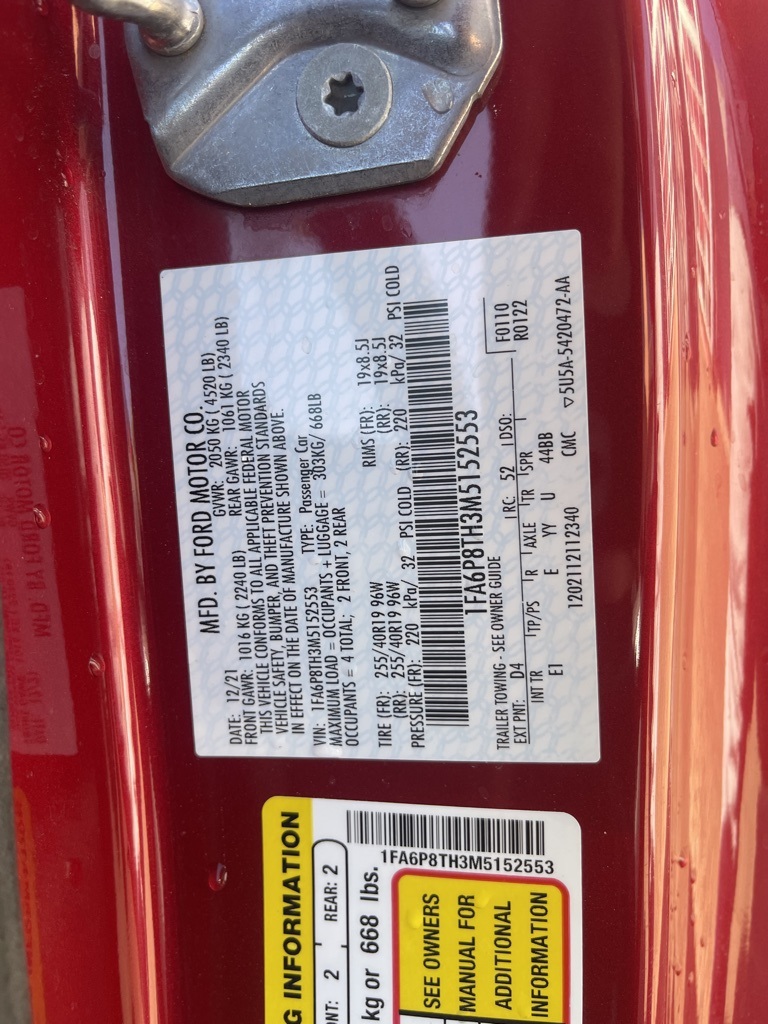 MFD. BY FORD MOTOR CO.
DATE: 12/21 GVWR: 2050 KG ( 4520 LB)
FRONT GAWR: 1016 KG ( 2240 LB) REAR GAWR: 1061 KG ( 2340 LB)
THIS VEHICLE CONFORMS TO ALL APPLICABLE FEDERAL MOTOR
VEHICLE SAFETY, BUMPER, AND THEFT PREVENTION STANDARDS
IN EFFECT ON THE DATE OF MANUFACTURE SHOWN ABOVE.
VIN: 1FA6P8TH3M5152553 TYPE: Passenger Car
MAXIMUM LOAD = OCCUPANTS + LUGGAGE = 303KG/ 668LB
OCCUPANTS = 4 TOTAL; 2 FRONT, 2 REAR
TIRE (FR): 255/40R19 96W RIMS (FR): 19x8.5J
(RR): 255/40R19 96W (RR): 19x8.5J
PRESSURE (FR): 220 kPa/ 32 PSI COLD (RR): 220 kPa/ 32 PSI COLD
1FA6P8TH3M5152553
TRAILER TOWING - SEE OWNER GUIDE F0110
EXT PNT: D4 RC: 52 DSO: R0122
INT TR TP/PS R AXLE TR SPR
E1 E YY U 44BB
1202112112340 CMC ▽5U5A-5420472-AA
G INFORMATION
NT: 2 REAR: 2
kg or 668 lbs.
1FA6P8TH3M5152553
SEE OWNERS
MANUAL FOR
ADDITIONAL
INFORMATION